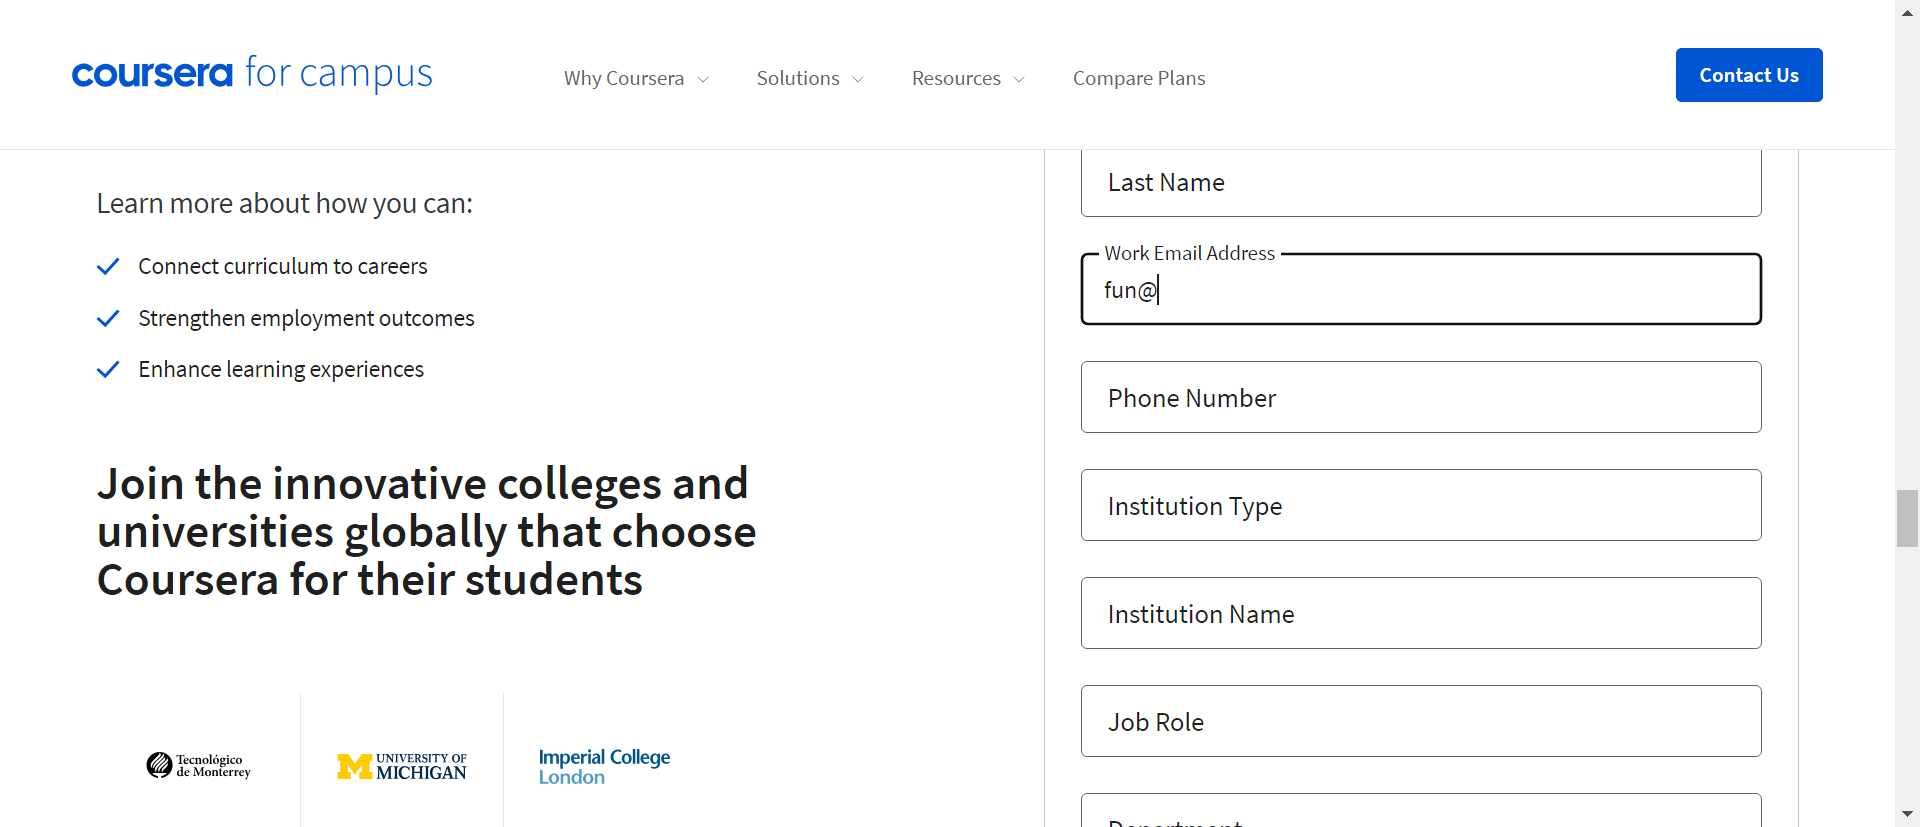 coursera for campus
Why Coursera
Solutions
Resources
Compare Plans
Contact Us
Learn more about how you can:
Connect curriculum to careers
Strengthen employment outcomes
Enhance learning experiences
Join the innovative colleges and
universities globally that choose
Coursera for their students
Tecnológico
de Monterrey
M UNIVERSITY OF
MICHIGAN
Imperial College
London
Last Name
Work Email Address
fun@
Phone Number
Institution Type
Institution Name
Job Role
Department